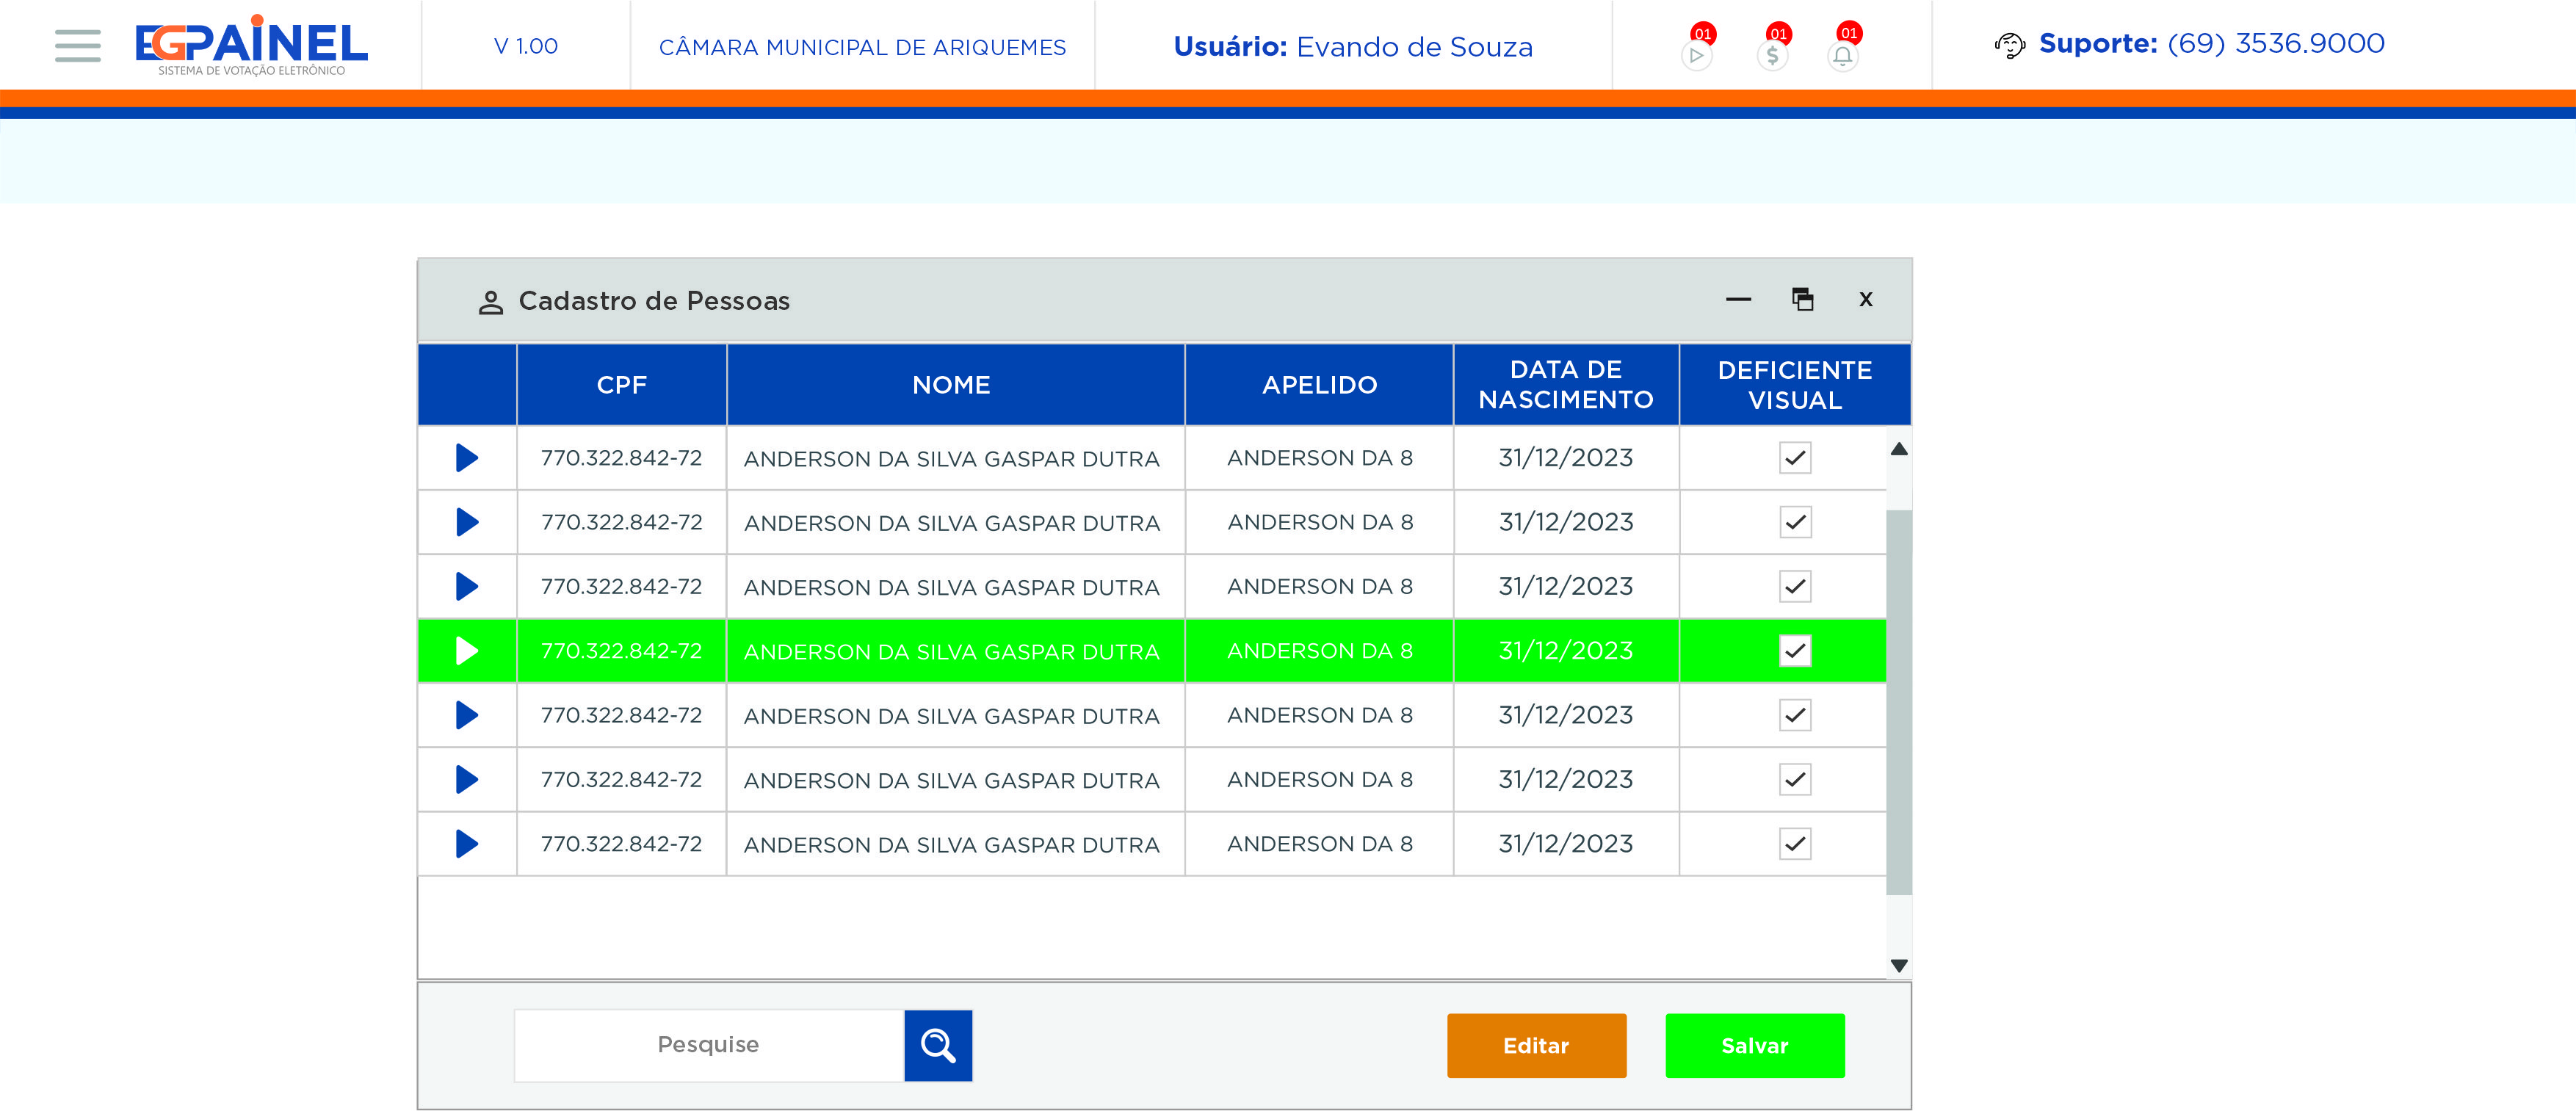 EGPAINEL
SISTEMA DE VOTAÇÃO ELETRÔNICO
V 1.00
CÂMARA MUNICIPAL DE ARIQUEMES
Usuário: Evando de Souza
01
01
01
Suporte: (69) 3536.9000
Cadastro de Pessoas
X
CPF
NOME
APELIDO
DATA DE
NASCIMENTO
DEFICIENTE
VISUAL
770.322.842-72 ANDERSON DA SILVA GASPAR DUTRA ANDERSON DA 8 31/12/2023
770.322.842-72 ANDERSON DA SILVA GASPAR DUTRA ANDERSON DA 8 31/12/2023
770.322.842-72 ANDERSON DA SILVA GASPAR DUTRA ANDERSON DA 8 31/12/2023
770.322.842-72 ANDERSON DA SILVA GASPAR DUTRA ANDERSON DA 8 31/12/2023
770.322.842-72 ANDERSON DA SILVA GASPAR DUTRA ANDERSON DA 8 31/12/2023
770.322.842-72 ANDERSON DA SILVA GASPAR DUTRA ANDERSON DA 8 31/12/2023
770.322.842-72 ANDERSON DA SILVA GASPAR DUTRA ANDERSON DA 8 31/12/2023
Pesquise
Editar
Salvar